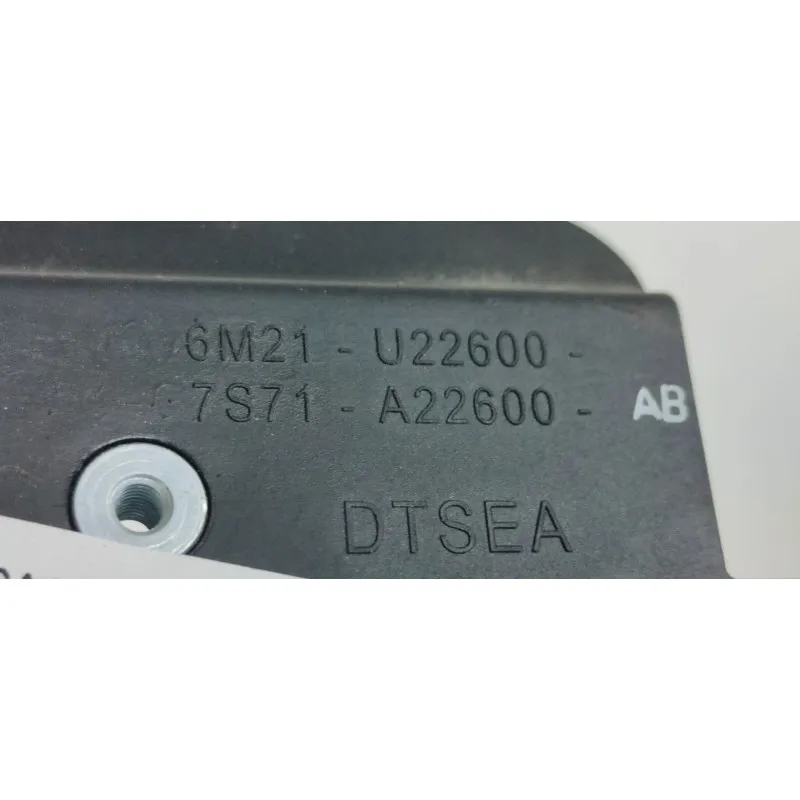 6M21 - U22600 -
7S71 - A22600 - AB
DTSEA